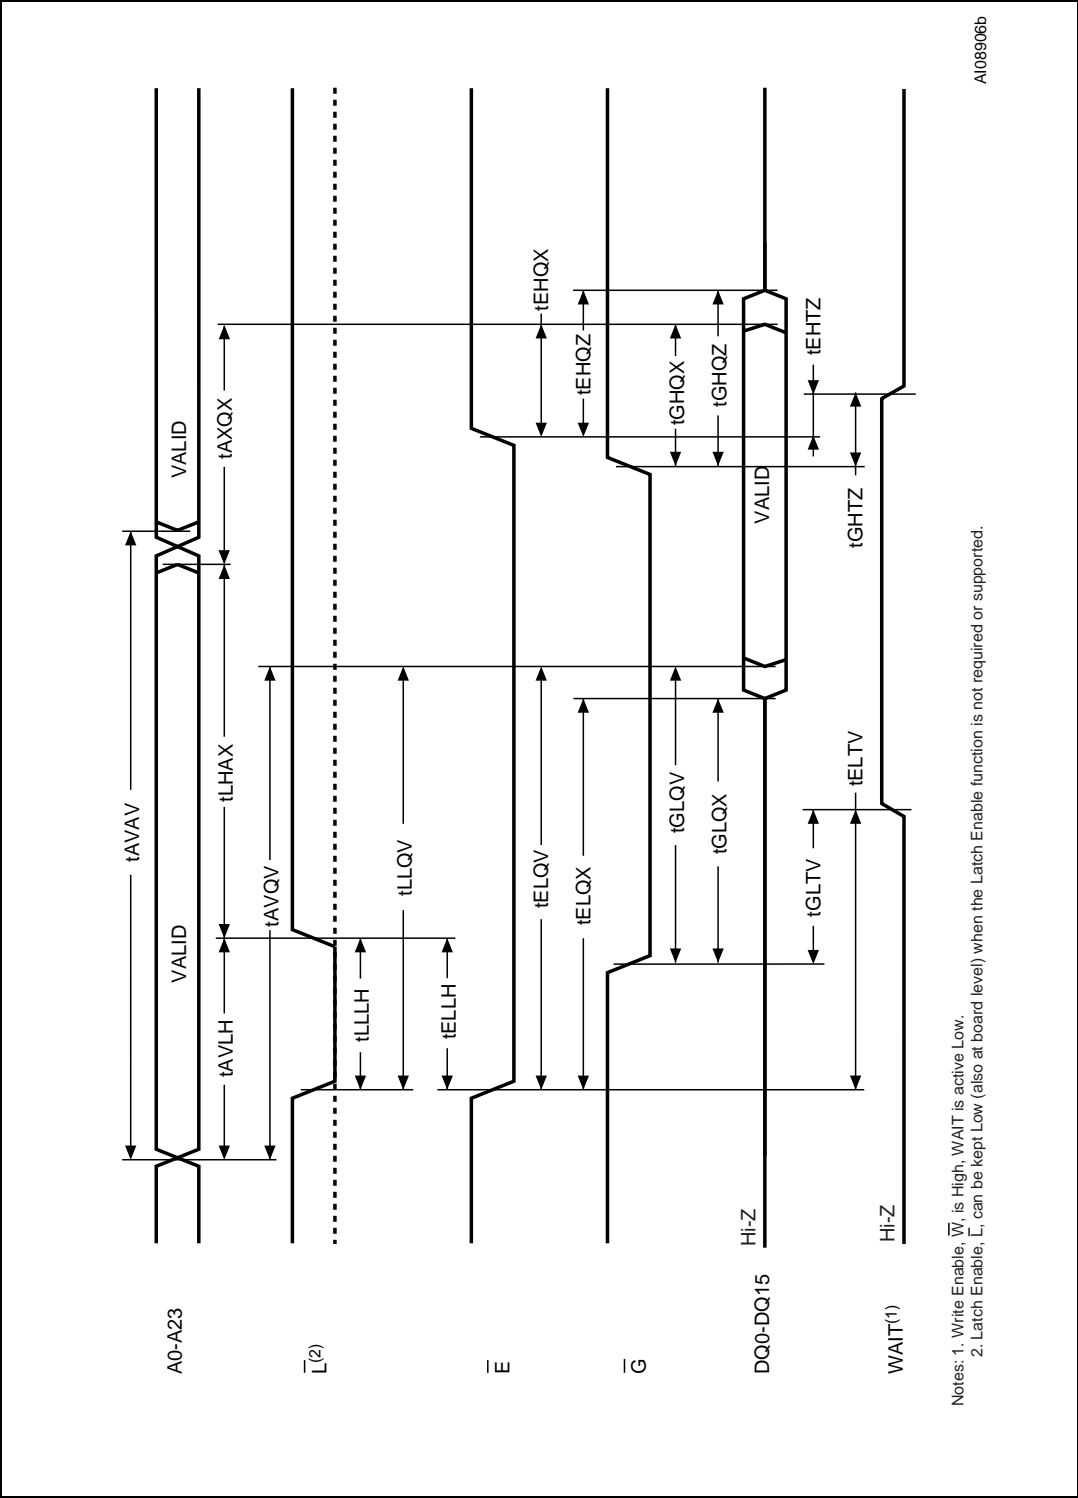 A0-A23
VALID
VALID
tAVAV
tAVLH
tLHAX
tAXQX
tAVQV
L(2)
tLLLH
tLLQV
tELLH
E
tELQV
tEHQX
tELQX
tEHQZ
G
tGLQV
tGHQX
tGLQX
tGHQZ
DQ0-DQ15
Hi-Z
VALID
tGLTV
tEHTZ
tELTV
tGHTZ
WAIT(1)
Hi-Z
Notes: 1. Write Enable, W, is High, WAIT is active Low.
2. Latch Enable, L, can be kept Low (also at board level) when the Latch Enable function is not required or supported.
AI08906b